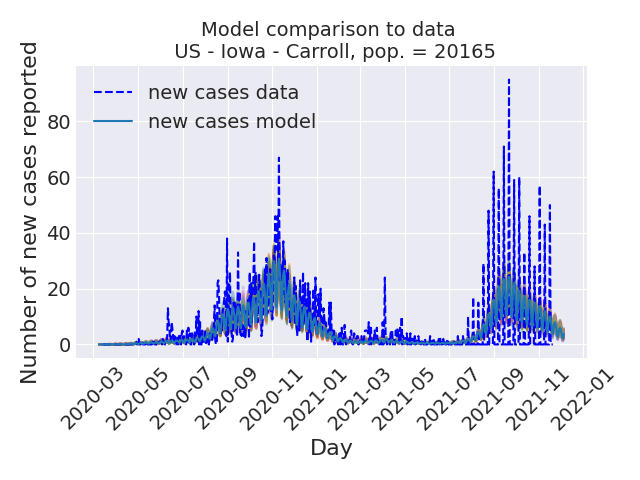 Model comparison to data
US - Iowa - Carroll, pop. = 20165
Number of new cases reported
new cases data
new cases model
80
60
40
20
0
2020-03
2020-05
2020-07
2020-09
2020-11
2021-01
2021-03
2021-05
2021-07
2021-09
2021-11
2022-01
Day